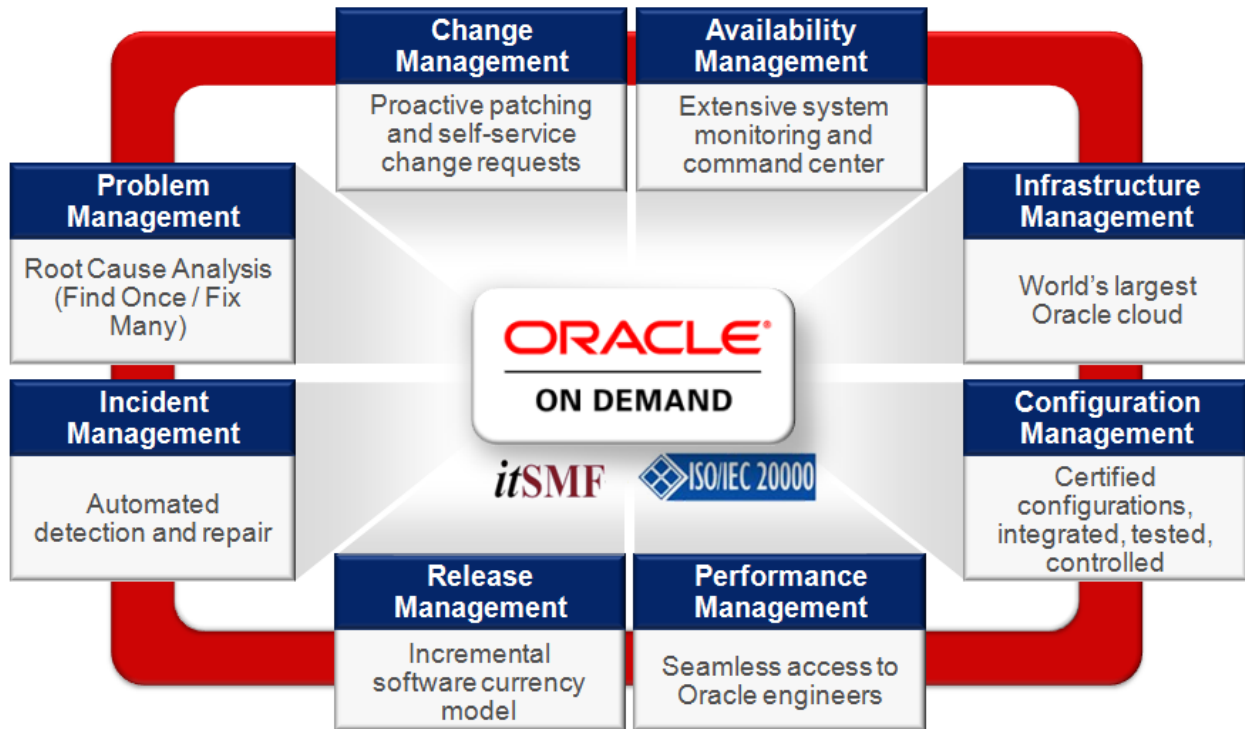 Change
Management
Proactive patching
and self-service
change requests
Availability
Management
Extensive system
monitoring and
command center
Problem
Management
Root Cause Analysis
(Find Once / Fix
Many)
Infrastructure
Management
World's largest
Oracle cloud
ORACLE®
ON DEMAND
itSMF
ISO/IEC 20000
Incident
Management
Automated
detection and repair
Configuration
Management
Certified
configurations,
integrated, tested,
controlled
Release
Management
Incremental
software currency
model
Performance
Management
Seamless access to
Oracle engineers